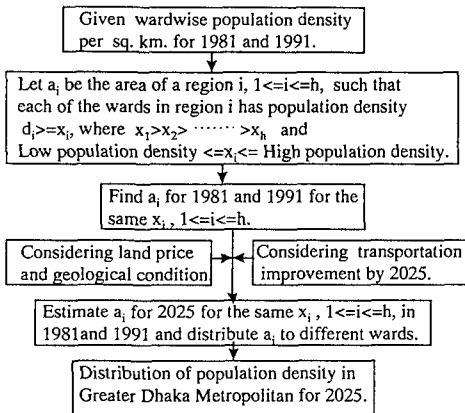 Given wardwise population density
per sq. km. for 1981 and 1991.
Let aᵢ be the area of a region i, 1<=i<=h, such that
each of the wards in region i has population density
dᵢ>=xᵢ, where x₁>x₂> ········ >xₕ and
Low population density <=xᵢ<= High population density.
Find aᵢ for 1981 and 1991 for the
same xᵢ, 1<=i<=h.
Considering land price
and geological condition.
Considering transportation
improvement by 2025.
Estimate aᵢ for 2025 for the same xᵢ , 1<=i<=h, in
1981and 1991 and distribute aᵢ to different wards.
Distribution of population density in
Greater Dhaka Metropolitan for 2025.